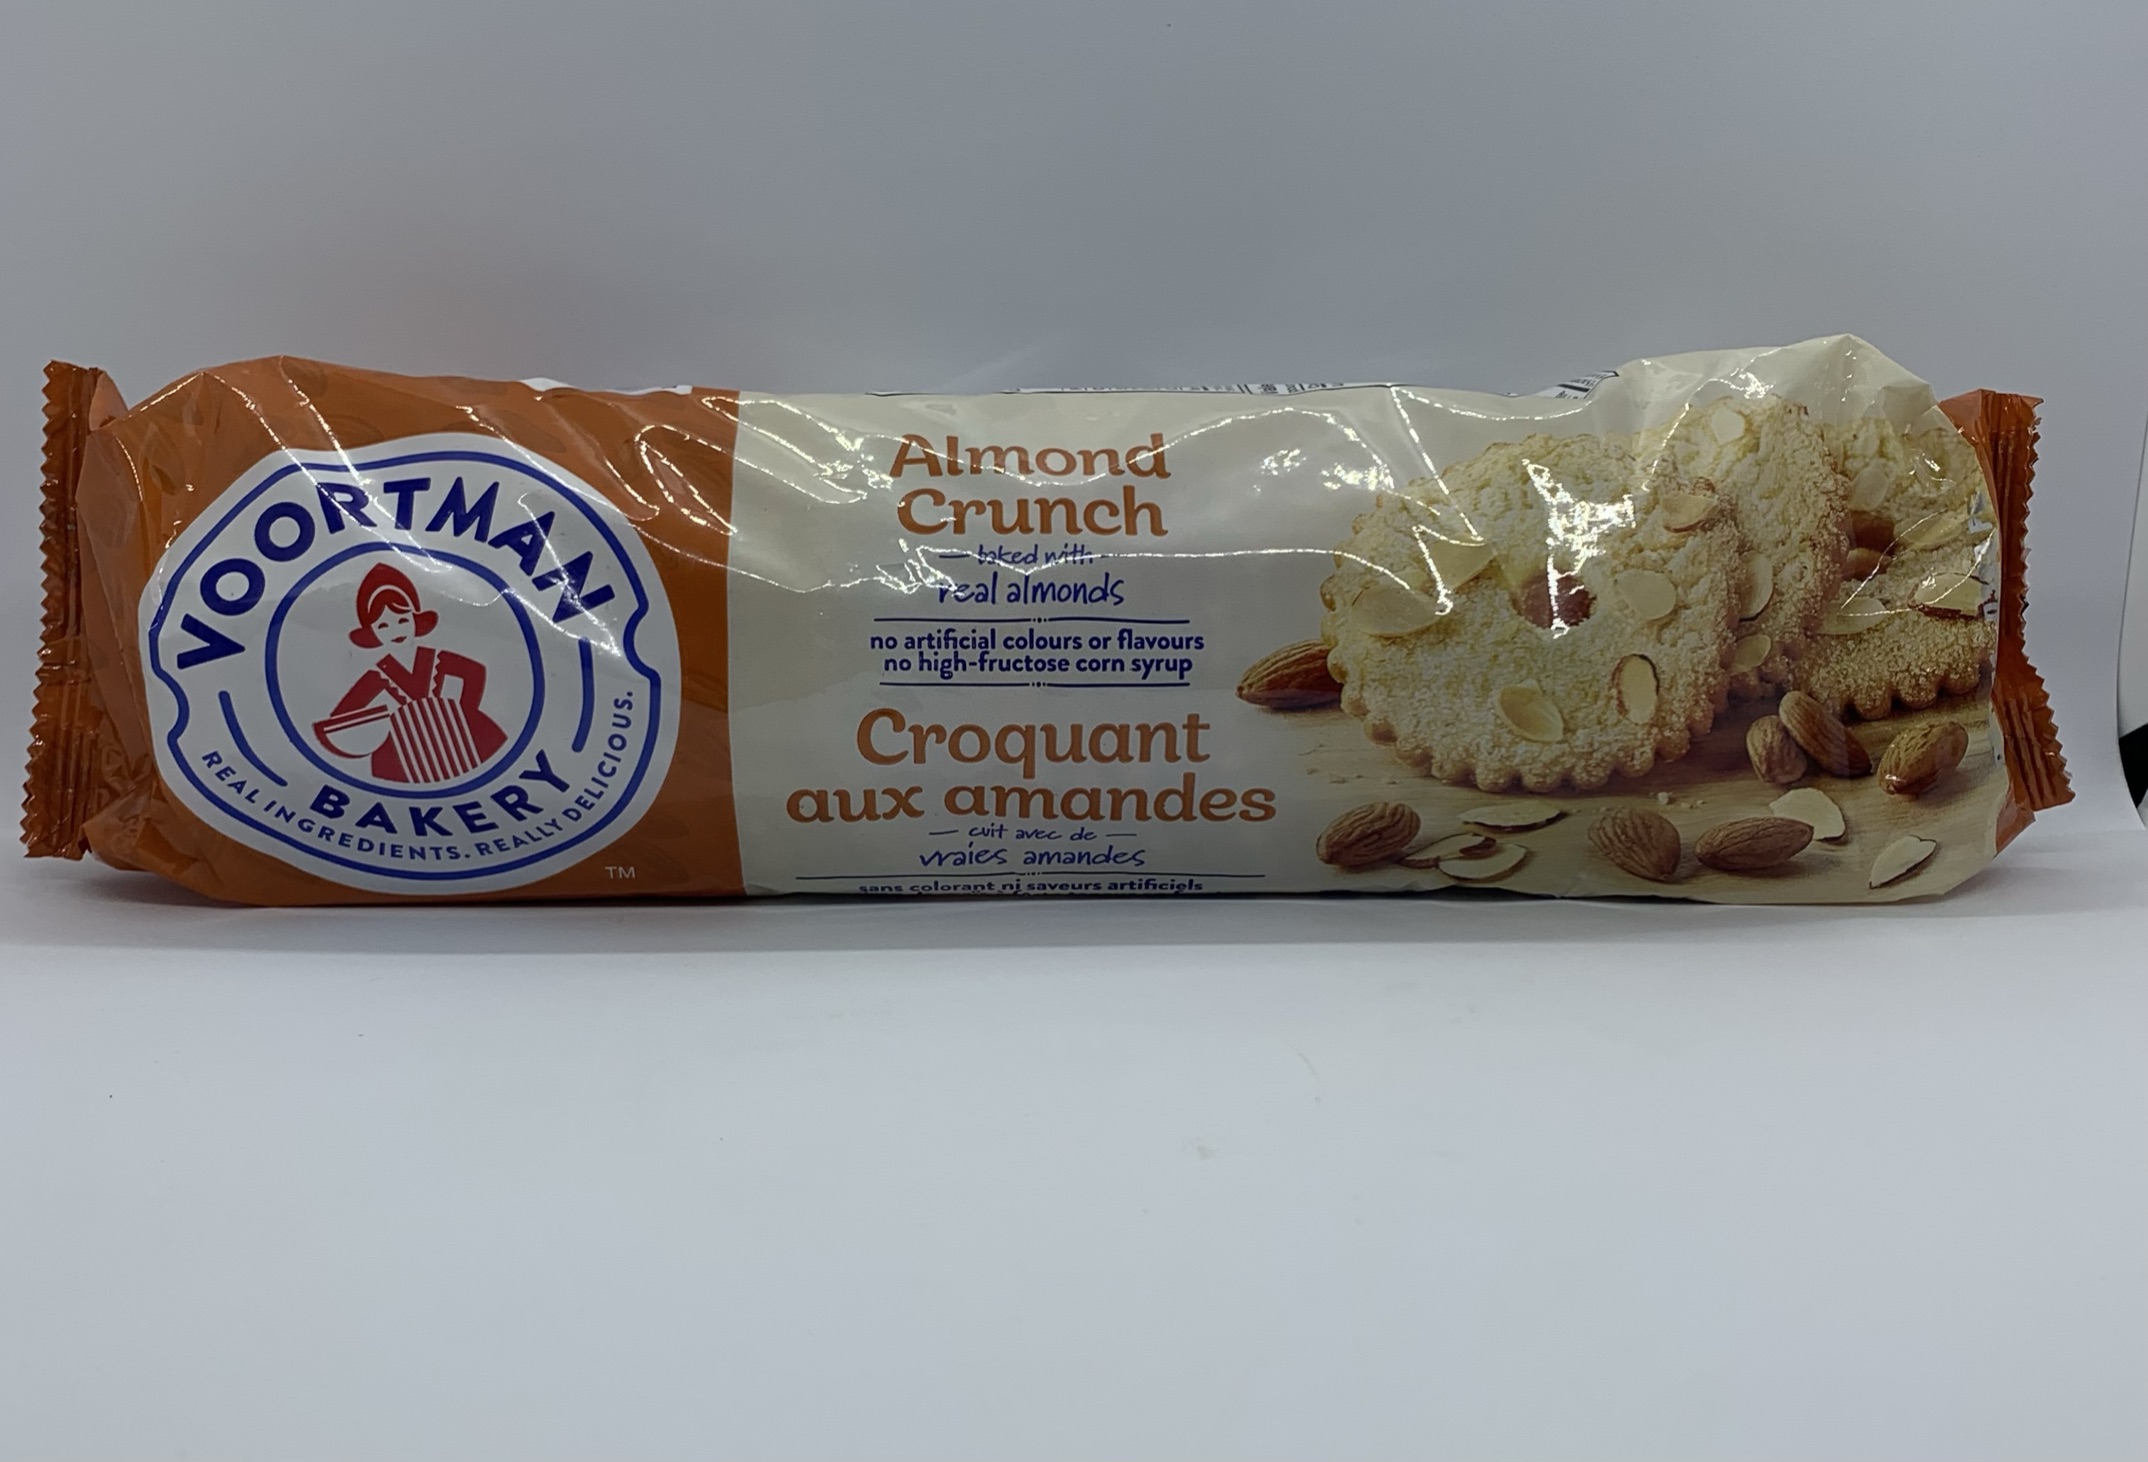 VOORTMAN
BAKERY
REAL INGREDIENTS. REALLY DELICIOUS.
TM
Almond
Crunch
baked with
real almonds
no artificial colours or flavours
no high-fructose corn syrup
Croquant
aux amandes
cuit avec de
vraies amandes
sans colorant ni saveurs artificiels